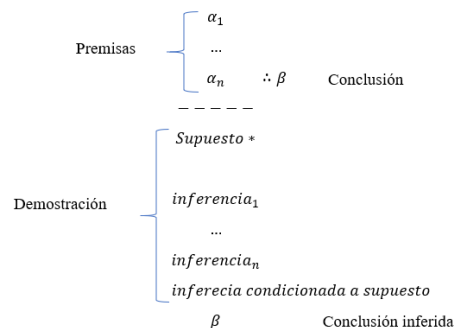 α₁
Premisas
...
αₙ ∴ β Conclusión
– – – – –
Supuesto *
Demostración
inferencia₁
...
inferenciaₙ
inferecia condicionada a supuesto
β Conclusión inferida